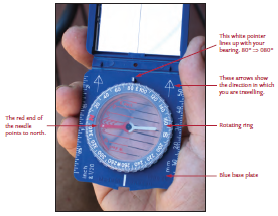 This white pointer
lines up with your
bearing. 80° ⇒ 080°
These arrows show
the direction in which
you are travelling.
The red end of
the needle
points to north.
Rotating ring
Blue base plate